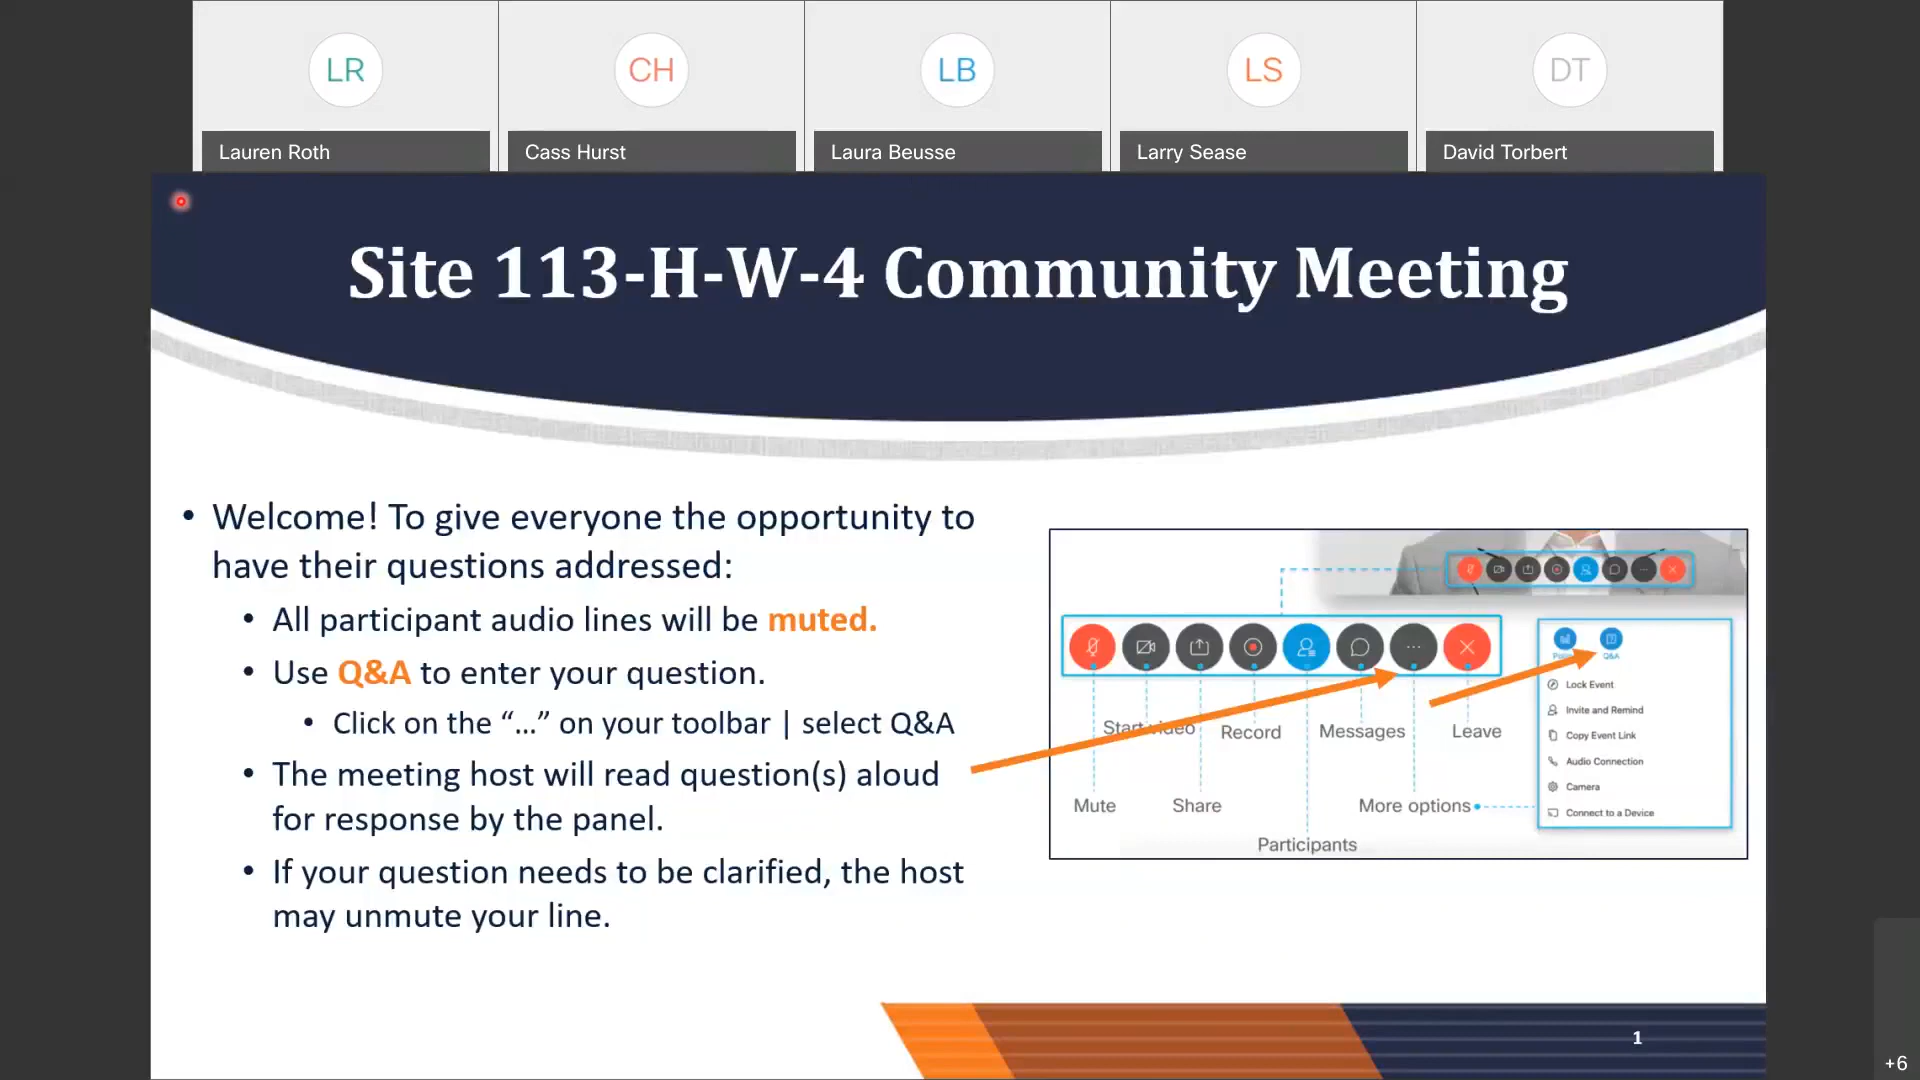 LR
CH
LB
LS
DT
Lauren Roth
Cass Hurst
Laura Beusse
Larry Sease
David Torbert
Site 113-H-W-4 Community Meeting
• Welcome! To give everyone the opportunity to
have their questions addressed:
• All participant audio lines will be muted.
• Use Q&A to enter your question.
• Click on the “…” on your toolbar | select Q&A
• The meeting host will read question(s) aloud
for response by the panel.
• If your question needs to be clarified, the host
may unmute your line.
Start video
Record
Messages
Leave
Mute
Share
More options
Participants
Q&A
Lock Event
Invite and Remind
Copy Event Link
Audio Connection
Camera
Connect to a Device
1
+6